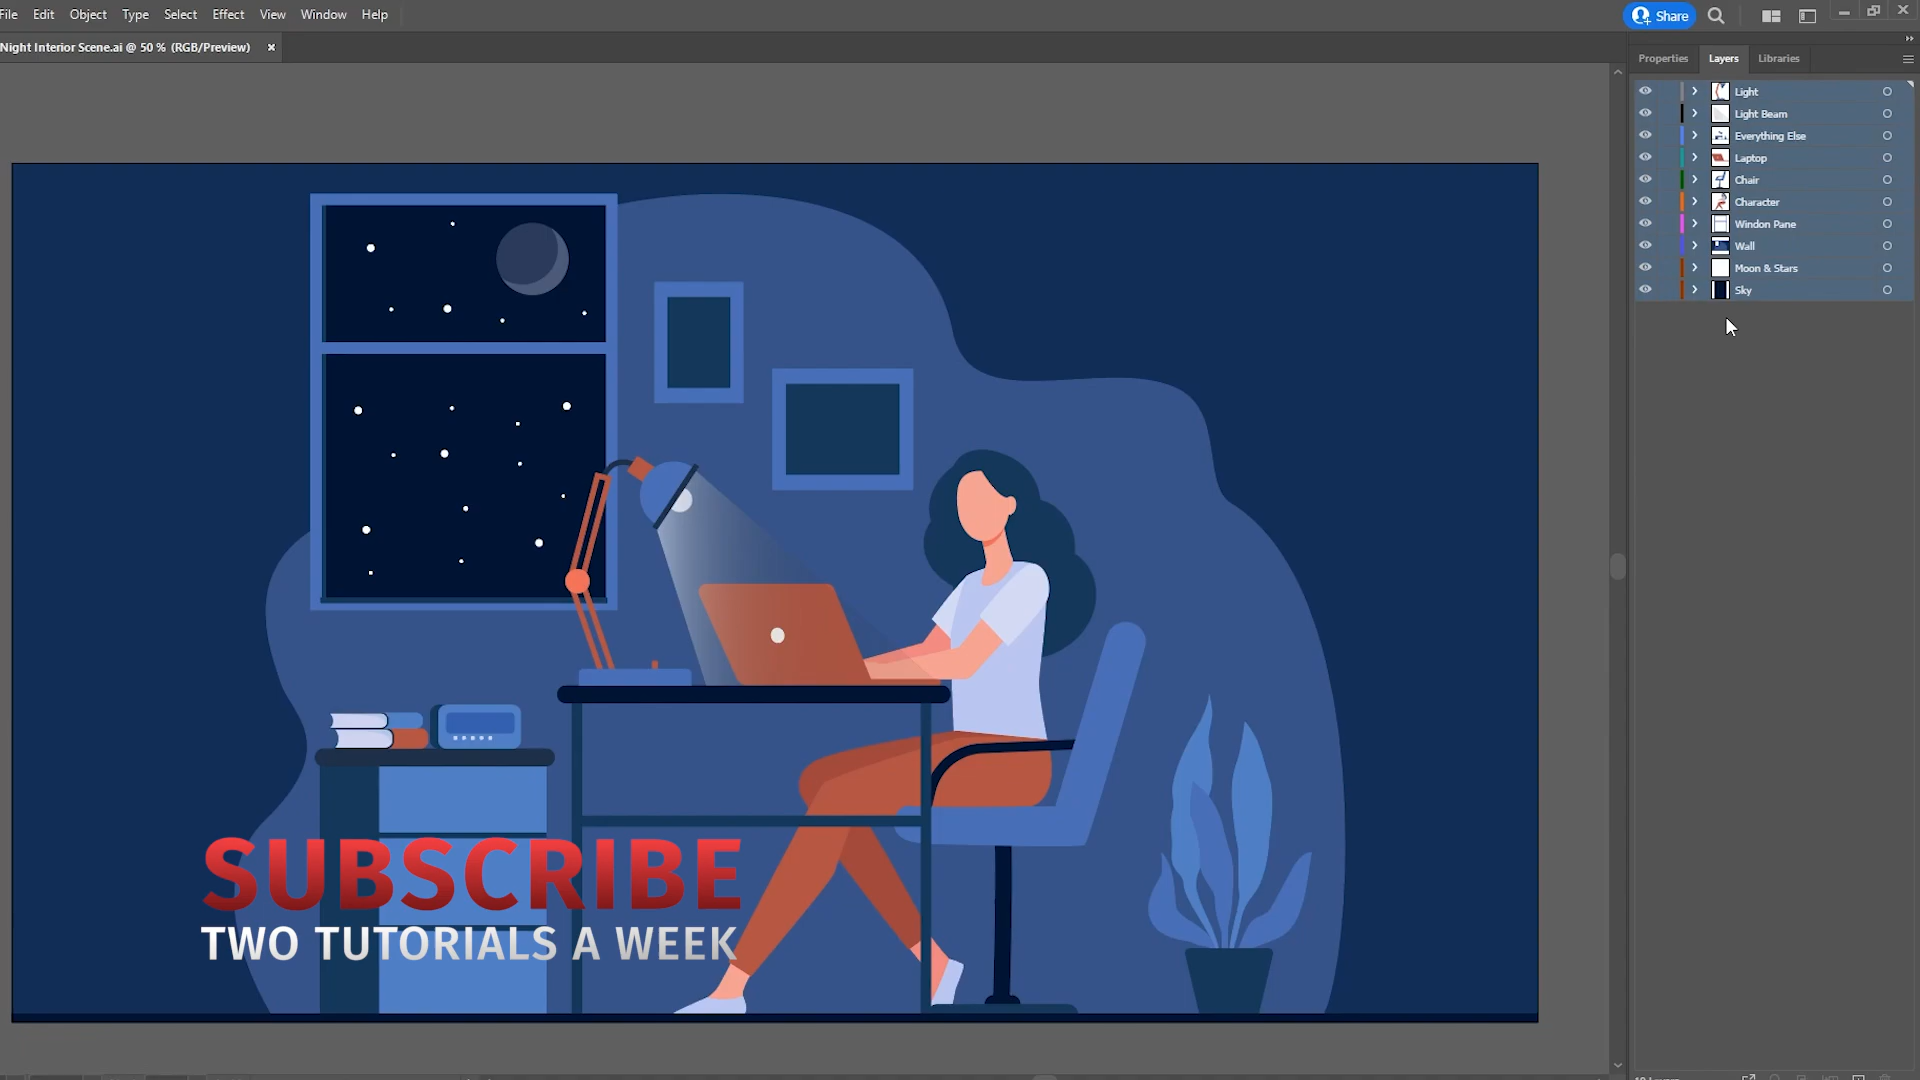 File Edit Object Type Select Effect View Window Help
Share
Night Interior Scene.ai @ 50 % (RGB/Preview) ×
Properties Layers Libraries
Light
Light Beam
Everything Else
Laptop
Chair
Character
Windon Pane
Wall
Moon & Stars
Sky
SUBSCRIBE
TWO TUTORIALS A WEEK